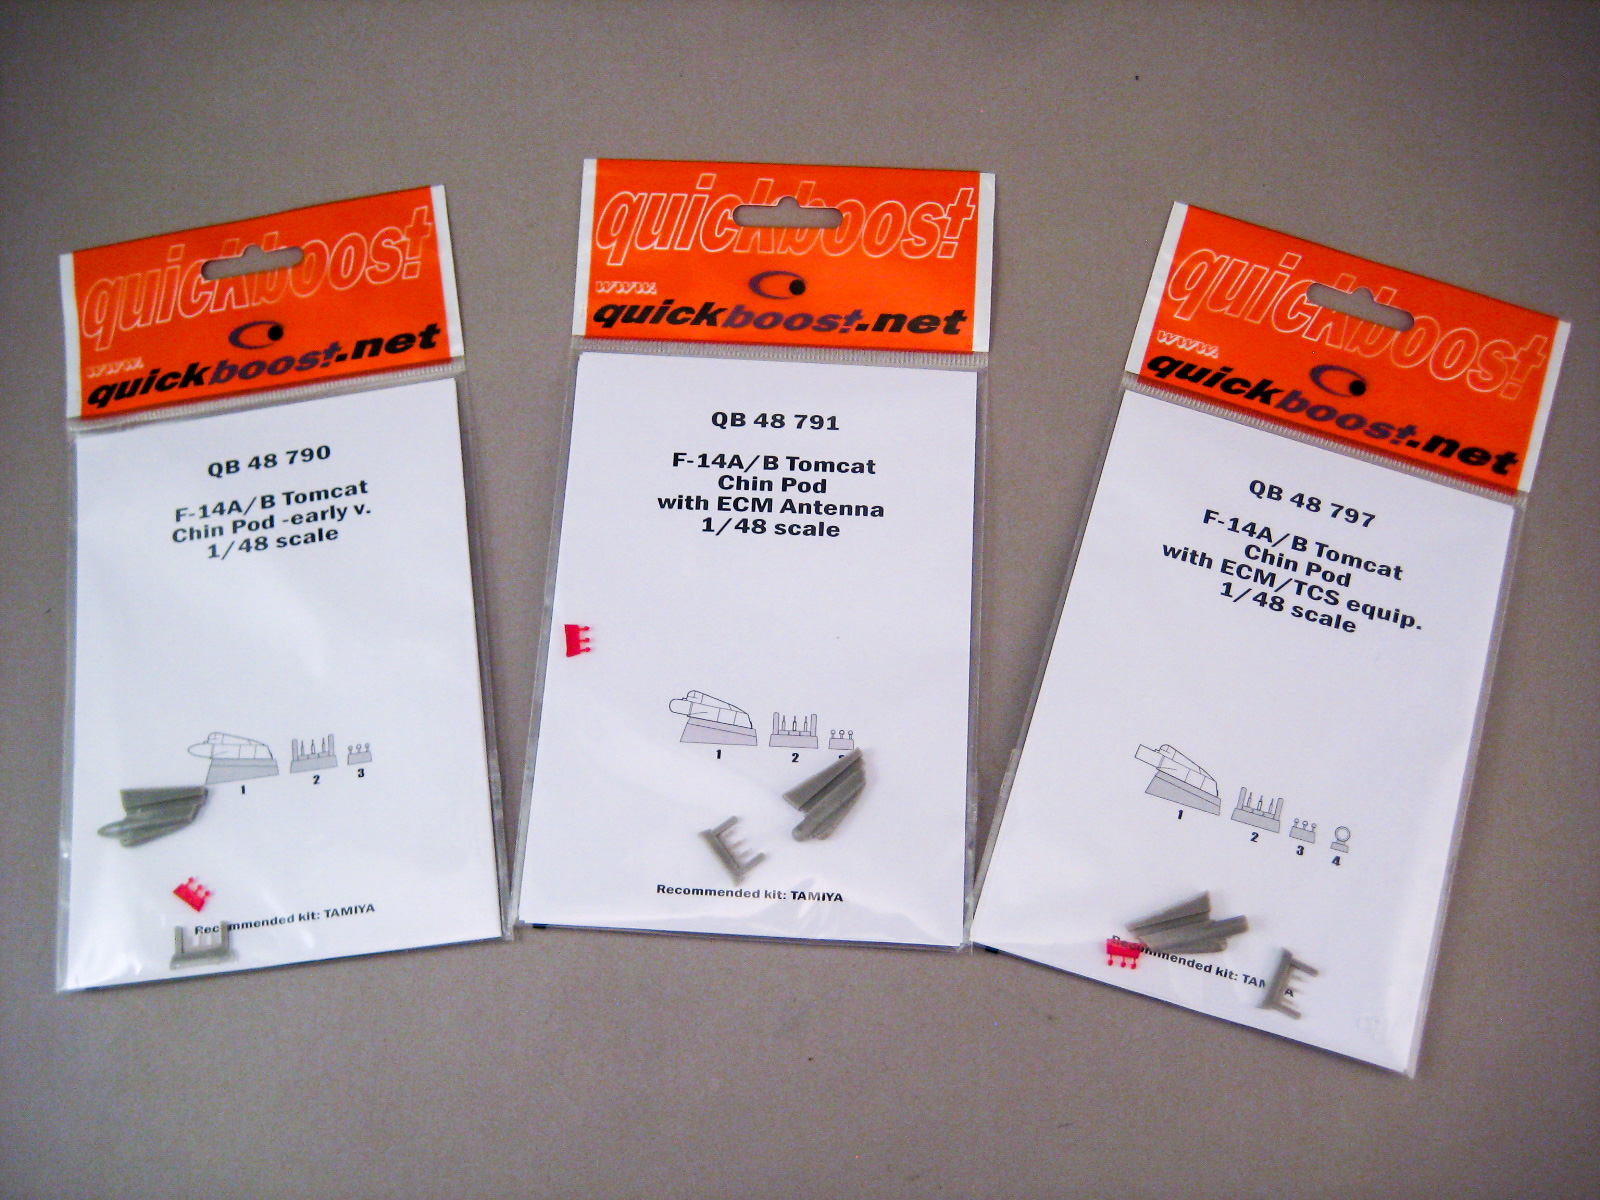 quickboost
www.
quickboost.net
QB 48 790
F-14A/B Tomcat
Chin Pod -early v.
1/48 scale
1
2
3
Recommended kit: TAMIYA
quickboost
www.
quickboost.net
QB 48 791
F-14A/B Tomcat
Chin Pod
with ECM Antenna
1/48 scale
1
2
Recommended kit: TAMIYA
quickboost
www.
quickboost.net
QB 48 797
F-14A/B Tomcat
Chin Pod
with ECM/TCS equip.
1/48 scale
1
2
3
4
Recommended kit: TAMIYA